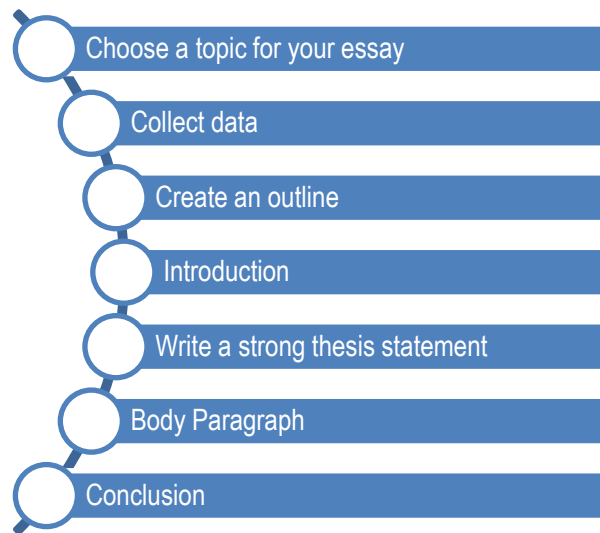 Choose a topic for your essay
Collect data
Create an outline
Introduction
Write a strong thesis statement
Body Paragraph
Conclusion